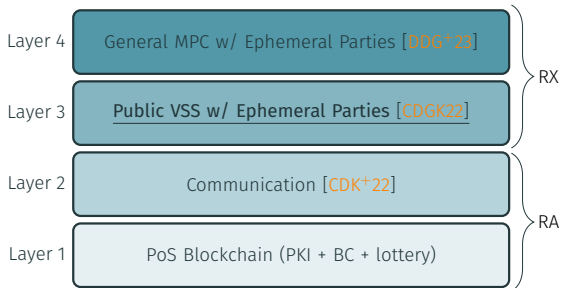 Layer 4 General MPC w/ Ephemeral Parties [DDG+23]
RX
Layer 3 Public VSS w/ Ephemeral Parties [CDGK22]
Layer 2 Communication [CDK+22]
RA
Layer 1 PoS Blockchain (PKI + BC + lottery)